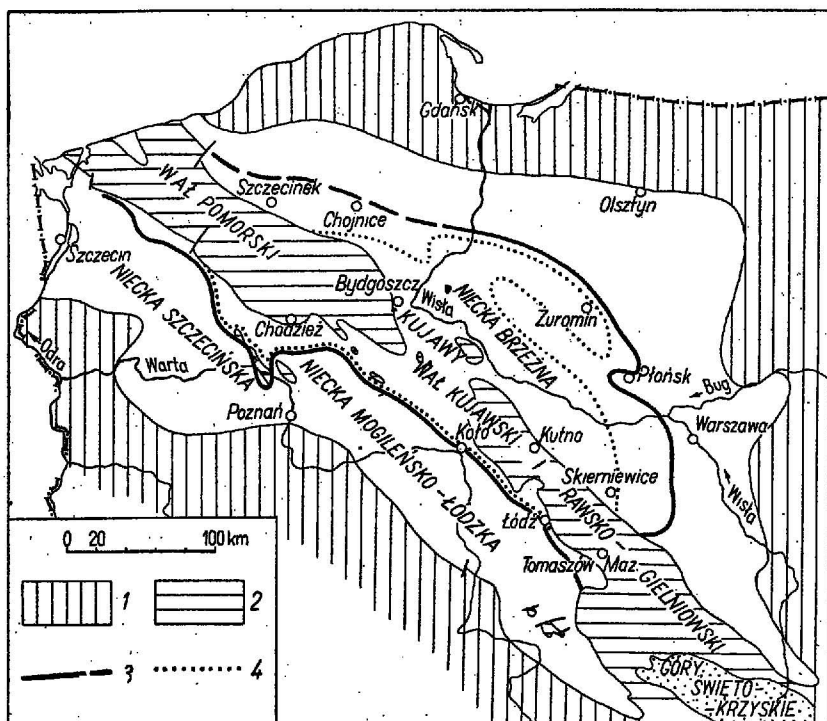 Gdańsk
Olsztyn
WAŁ POMORSKI
Szczecinek
Chojnice
Szczecin
NIECKA SZCZECIŃSKA
Bydgoszcz
Wisła
KUJAWY
NIECKA BRZEŻNA
Żuromin
Chodzież
Odra
Warta
Płońsk
Bug
Warszawa
Poznań
NIECKA MOGILEŃSKO-ŁÓDZKA
WAŁ KUJAWSKI
Koło
Kutno
Skierniewice
Wisła
RAWSKO-GIELNIOWSKI
0 20 100 km
Łódź
Tomaszów Maz.
1 2
3 4
GÓRY
ŚWIĘTO-
-KRZYSKIE